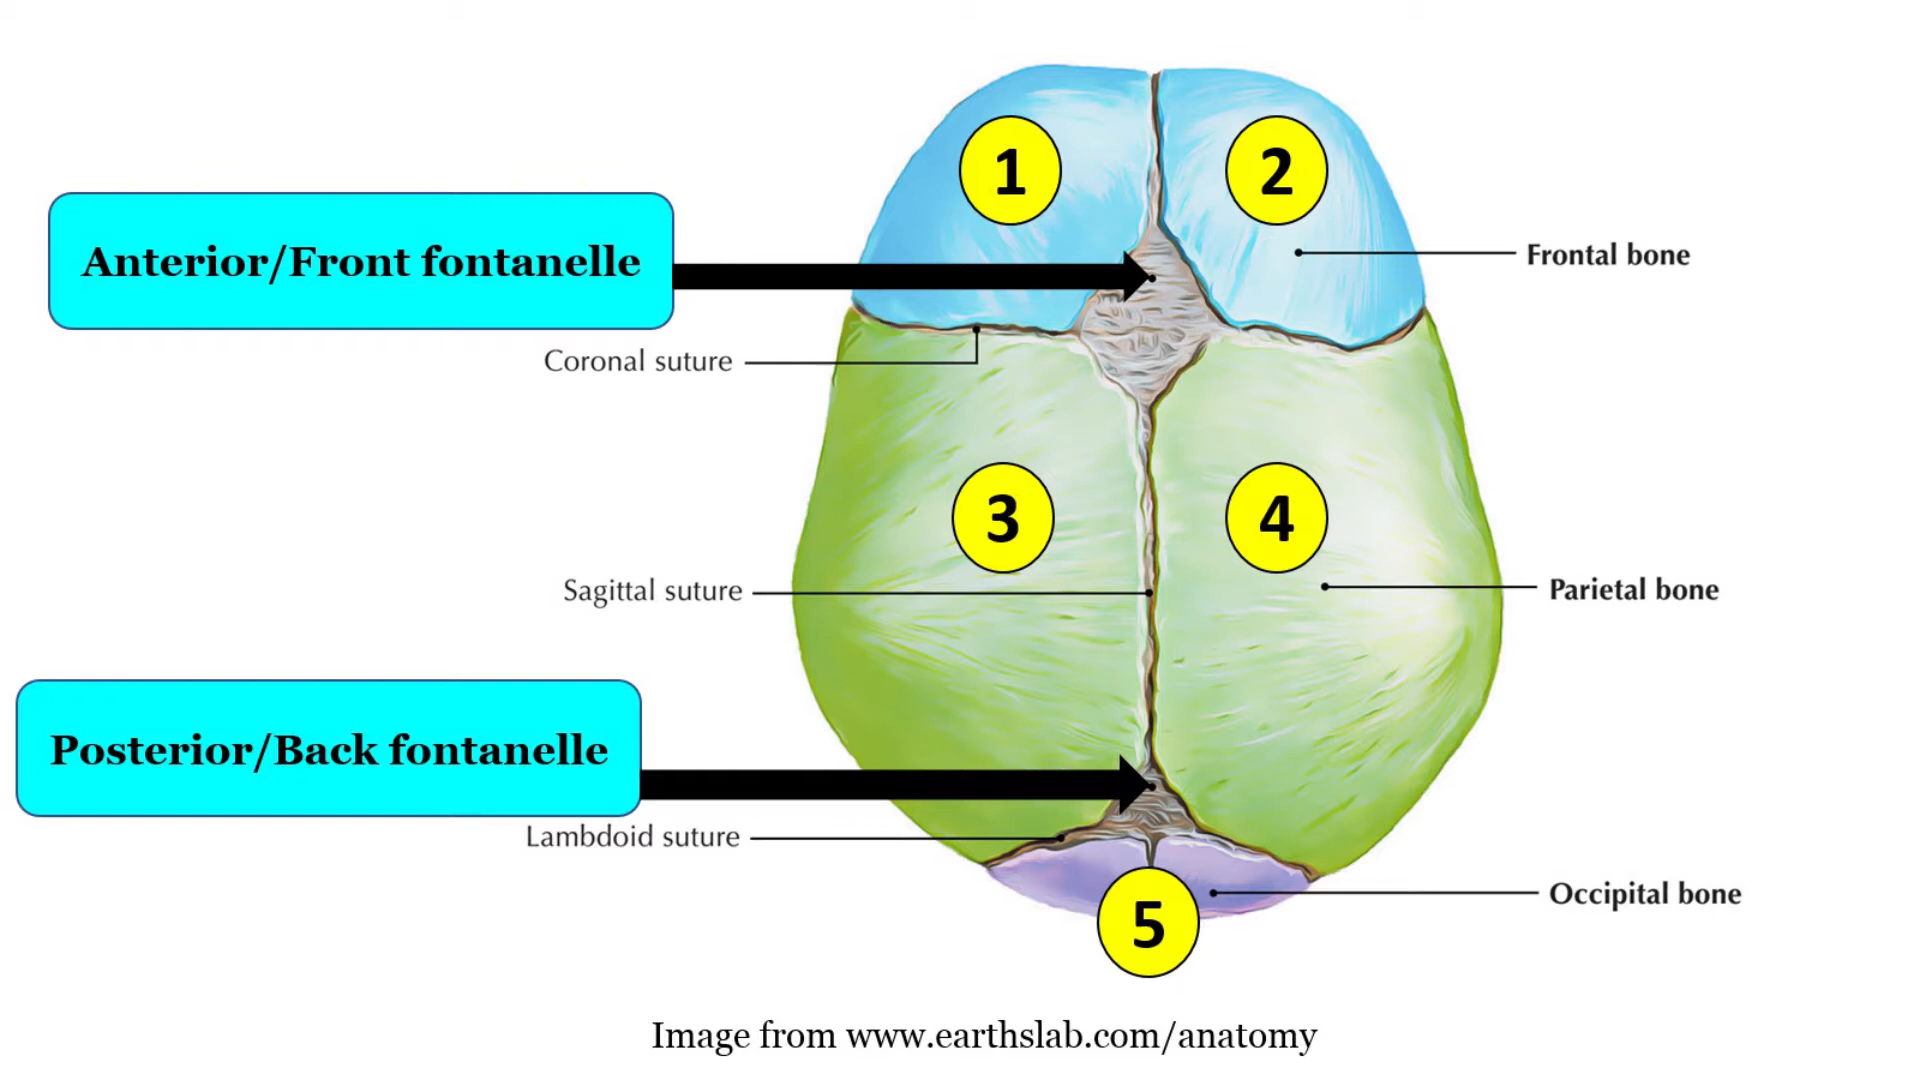 1
2
Anterior/Front fontanelle
Frontal bone
Coronal suture
3
4
Sagittal suture
Parietal bone
Posterior/Back fontanelle
Lambdoid suture
5
Occipital bone
Image from www.earthslab.com/anatomy